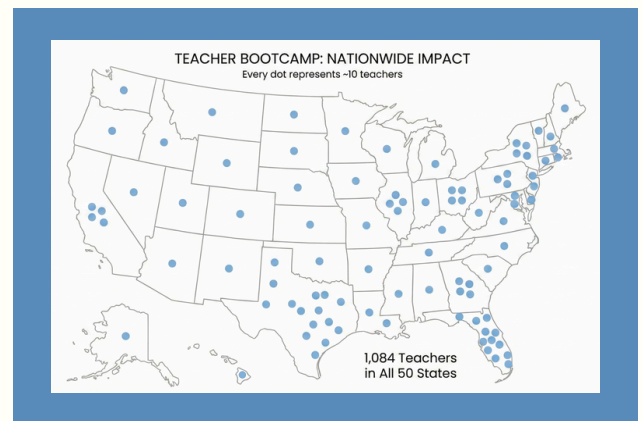 TEACHER BOOTCAMP: NATIONWIDE IMPACT
Every dot represents ~10 teachers
1,084 Teachers
in All 50 States